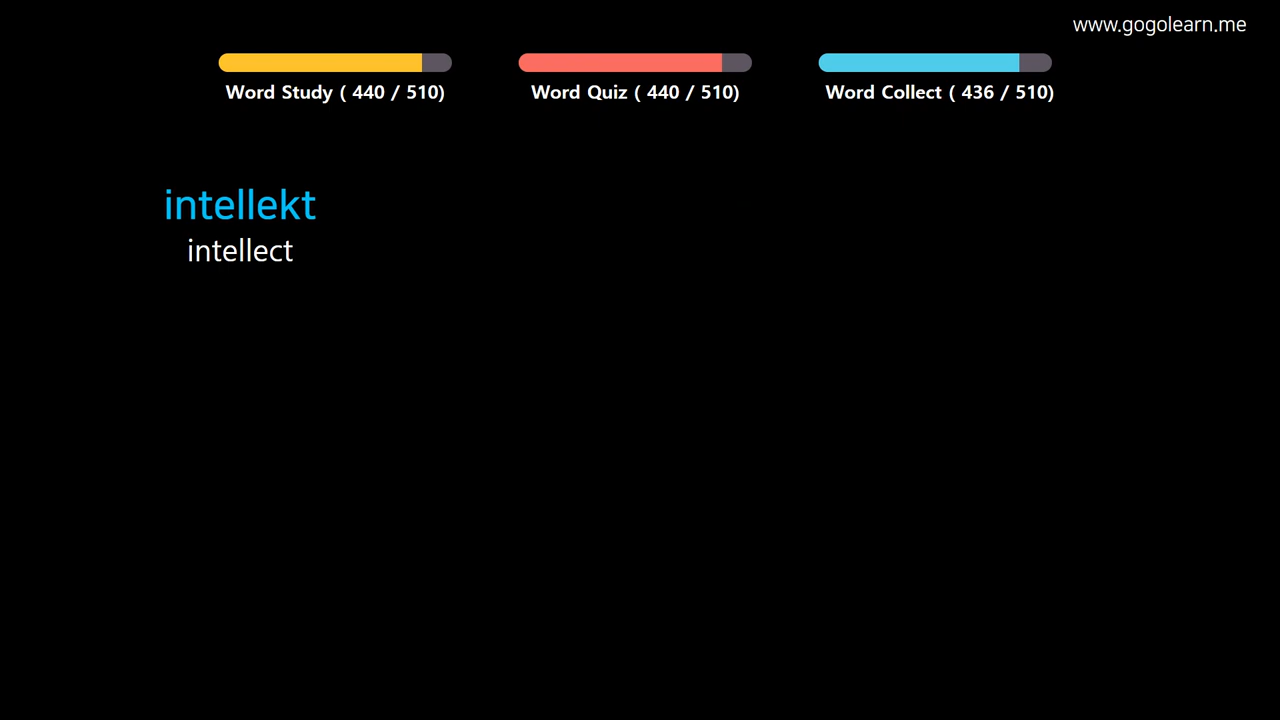 www.gogolearn.me
Word Study ( 440 / 510)
Word Quiz ( 440 / 510)
Word Collect ( 436 / 510)
intellekt
intellect